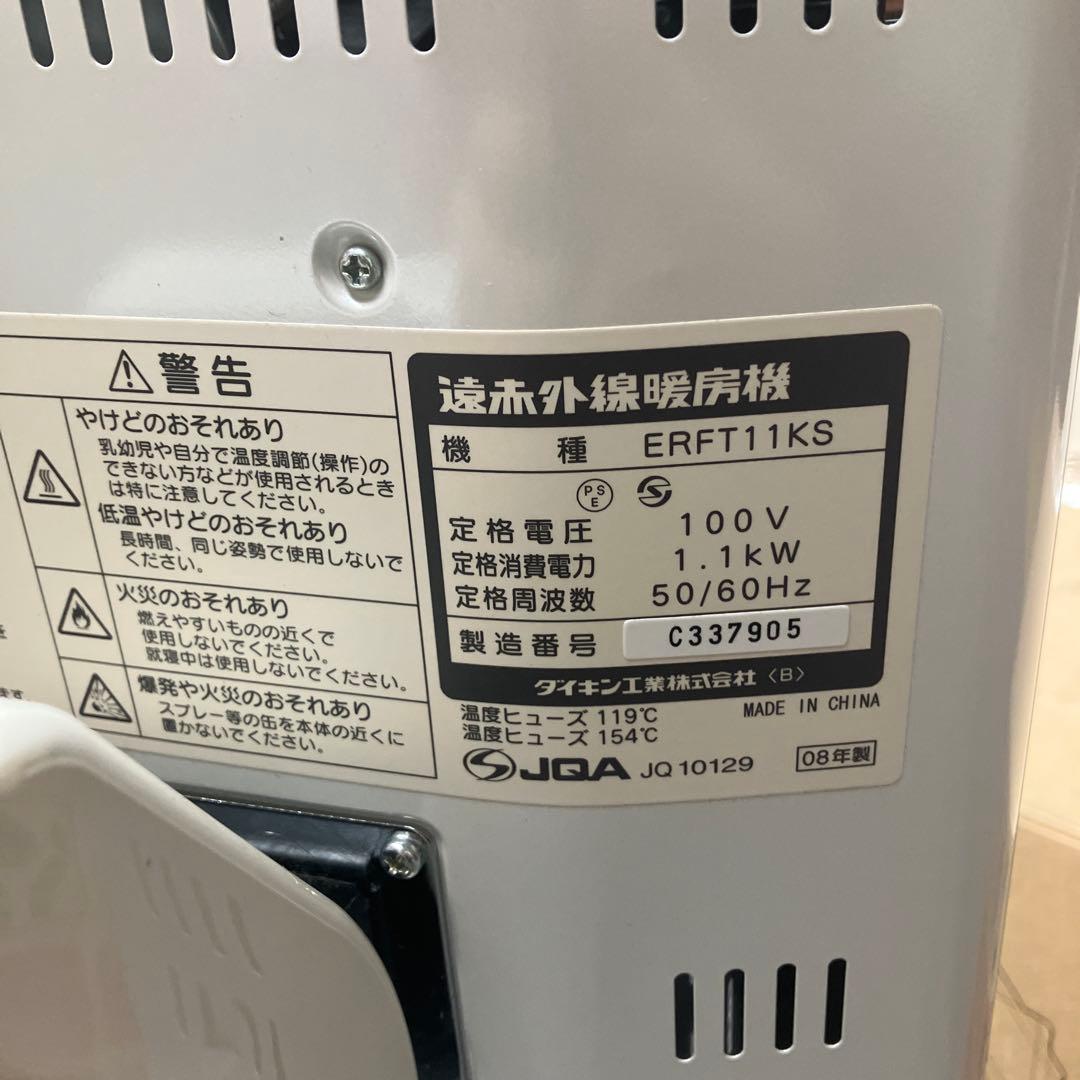 警告
やけどのおそれあり
乳幼児や自分で温度調節(操作)の
できない方などが使用されるとき
は特に注意してください。
低温やけどのおそれあり
長時間、同じ姿勢で使用しないで
ください。
火災のおそれあり
燃えやすいものの近くで
使用しないでください。
就寝中は使用しないでください。
爆発や火災のおそれあり
スプレー等の缶を本体の近くに
置かないでください。
を
ます
遠赤外線暖房機
機種 ERFT11KS
PSE
定格電圧 100V
定格消費電力 1.1kW
定格周波数 50/60Hz
製造番号 C337905
ダイキン工業株式会社〈B〉
温度ヒューズ 119℃ MADE IN CHINA
温度ヒューズ 154℃
JQA JQ10129 08年製